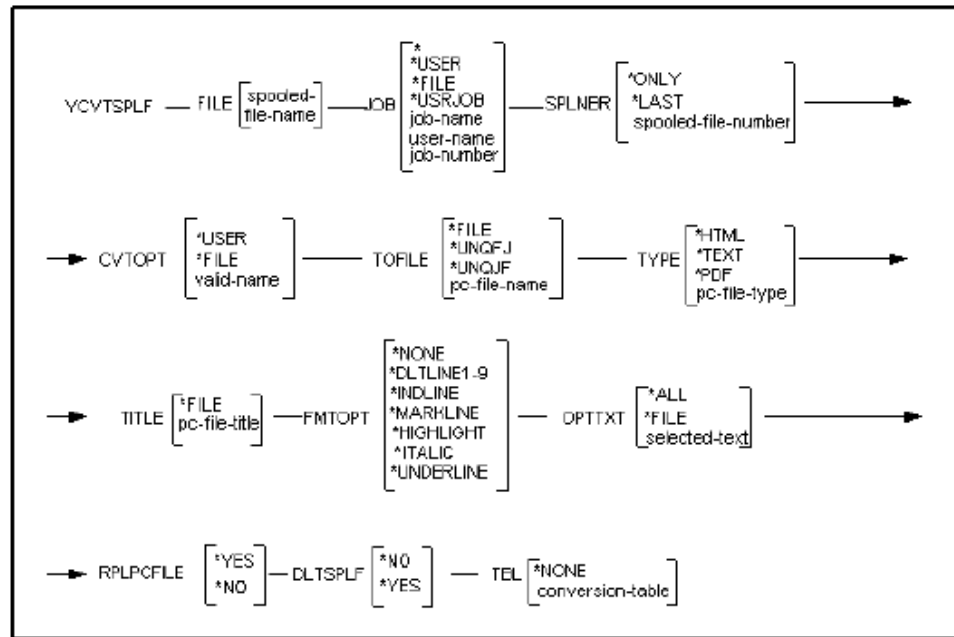 *
*USER
*FILE
*USRJOB
job-name
user-name
job-number
YCVTSPLF FILE spooled-
file-name
JOB
SPLNBR
*ONLY
*LAST
spooled-file-number
CVTOPT
*USER
*FILE
valid-name
TOFILE
*FILE
*UNQFJ
*UNQJF
pc-file-name
TYPE
*HTML
*TEXT
*PDF
pc-file-type
TITLE
*FILE
pc-file-title
FMTOPT
*NONE
*DLTLINE1-9
*INDLINE
*MARKLINE
*HIGHLIGHT
*ITALIC
*UNDERLINE
OPTTXT
*ALL
*FILE
selected-text
RPLPCFILE
*YES
*NO
DLTSPLF
*NO
*YES
TBL
*NONE
conversion-table